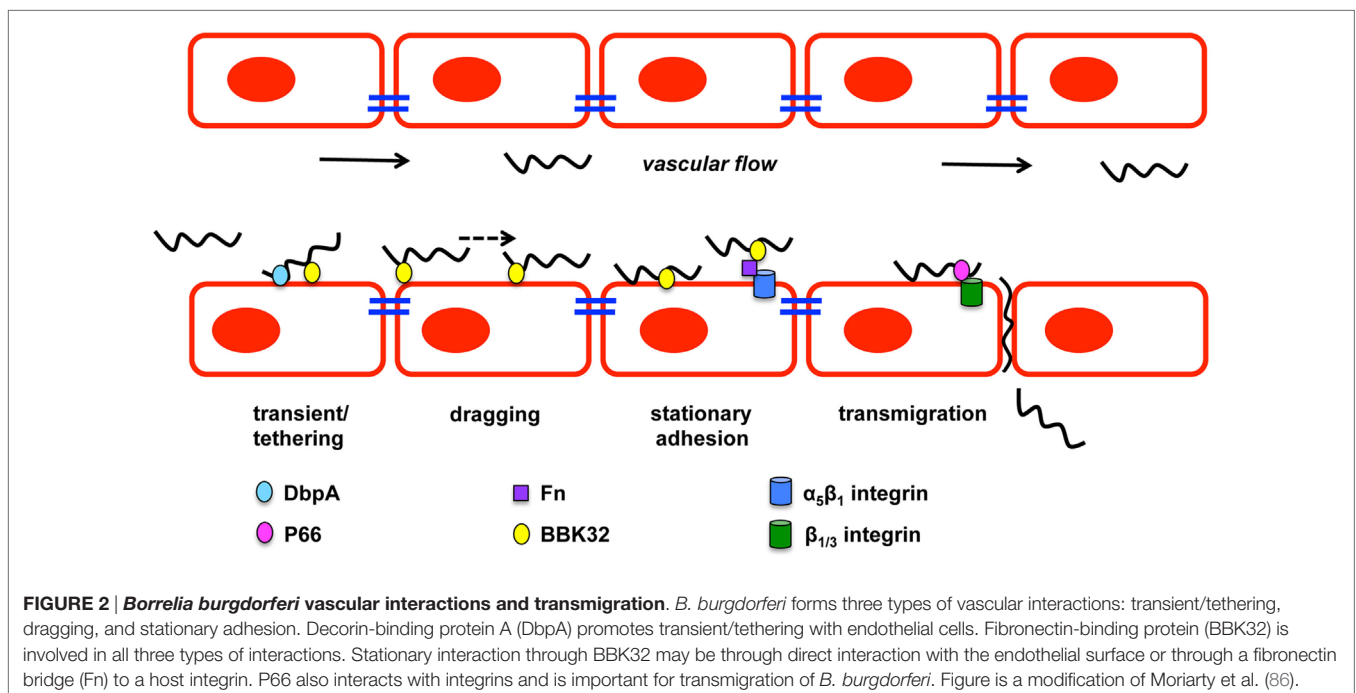 vascular flow
transient/
tethering
dragging
stationary
adhesion
transmigration
DbpA
Fn
α₅β₁ integrin
P66
BBK32
β₁/₃ integrin
FIGURE 2 | Borrelia burgdorferi vascular interactions and transmigration. B. burgdorferi forms three types of vascular interactions: transient/tethering,
dragging, and stationary adhesion. Decorin-binding protein A (DbpA) promotes transient/tethering with endothelial cells. Fibronectin-binding protein (BBK32) is
involved in all three types of interactions. Stationary interaction through BBK32 may be through direct interaction with the endothelial surface or through a fibronectin
bridge (Fn) to a host integrin. P66 also interacts with integrins and is important for transmigration of B. burgdorferi. Figure is a modification of Moriarty et al. (86).